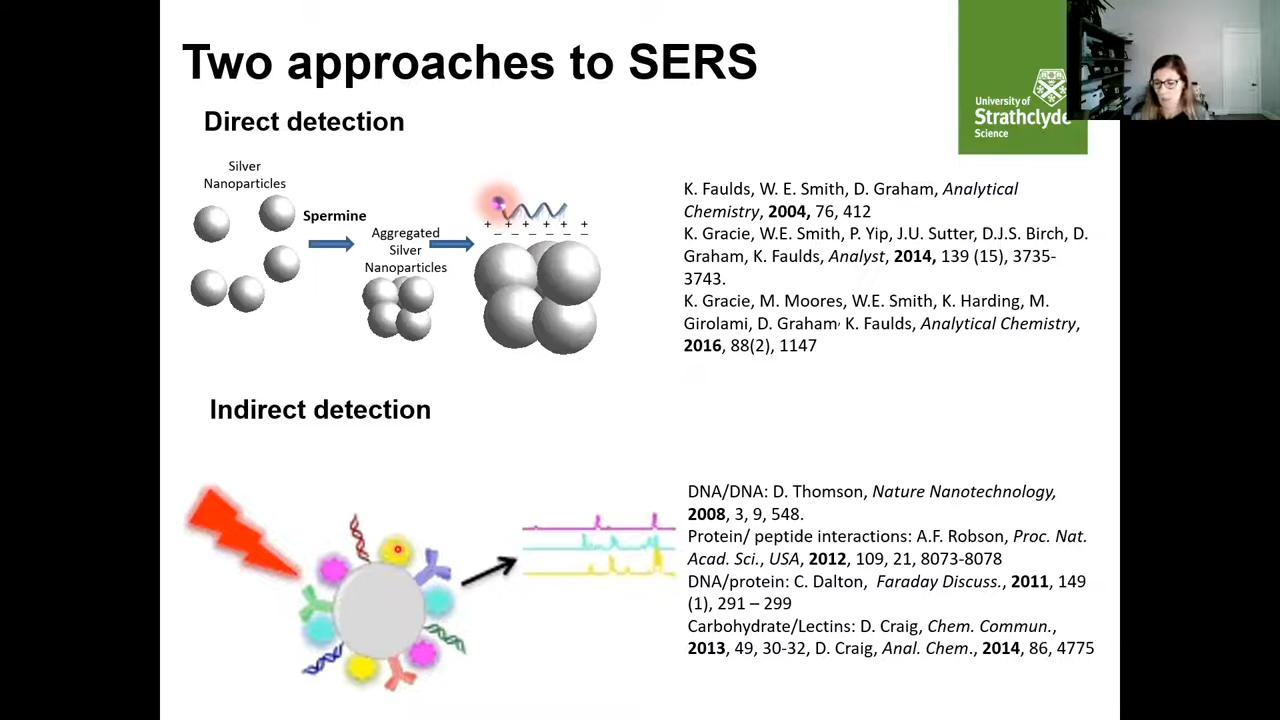 Two approaches to SERS
University of
Strathclyde
Science
Direct detection
Silver
Nanoparticles
Spermine
Aggregated
Silver
Nanoparticles
+ + + + + +
– – – – – –
K. Faulds, W. E. Smith, D. Graham, Analytical
Chemistry, 2004, 76, 412
K. Gracie, W.E. Smith, P. Yip, J.U. Sutter, D.J.S. Birch, D.
Graham, K. Faulds, Analyst, 2014, 139 (15), 3735-
3743.
K. Gracie, M. Moores, W.E. Smith, K. Harding, M.
Girolami, D. Graham, K. Faulds, Analytical Chemistry,
2016, 88(2), 1147
Indirect detection
DNA/DNA: D. Thomson, Nature Nanotechnology,
2008, 3, 9, 548.
Protein/ peptide interactions: A.F. Robson, Proc. Nat.
Acad. Sci., USA, 2012, 109, 21, 8073-8078
DNA/protein: C. Dalton, Faraday Discuss., 2011, 149
(1), 291 – 299
Carbohydrate/Lectins: D. Craig, Chem. Commun.,
2013, 49, 30-32, D. Craig, Anal. Chem., 2014, 86, 4775